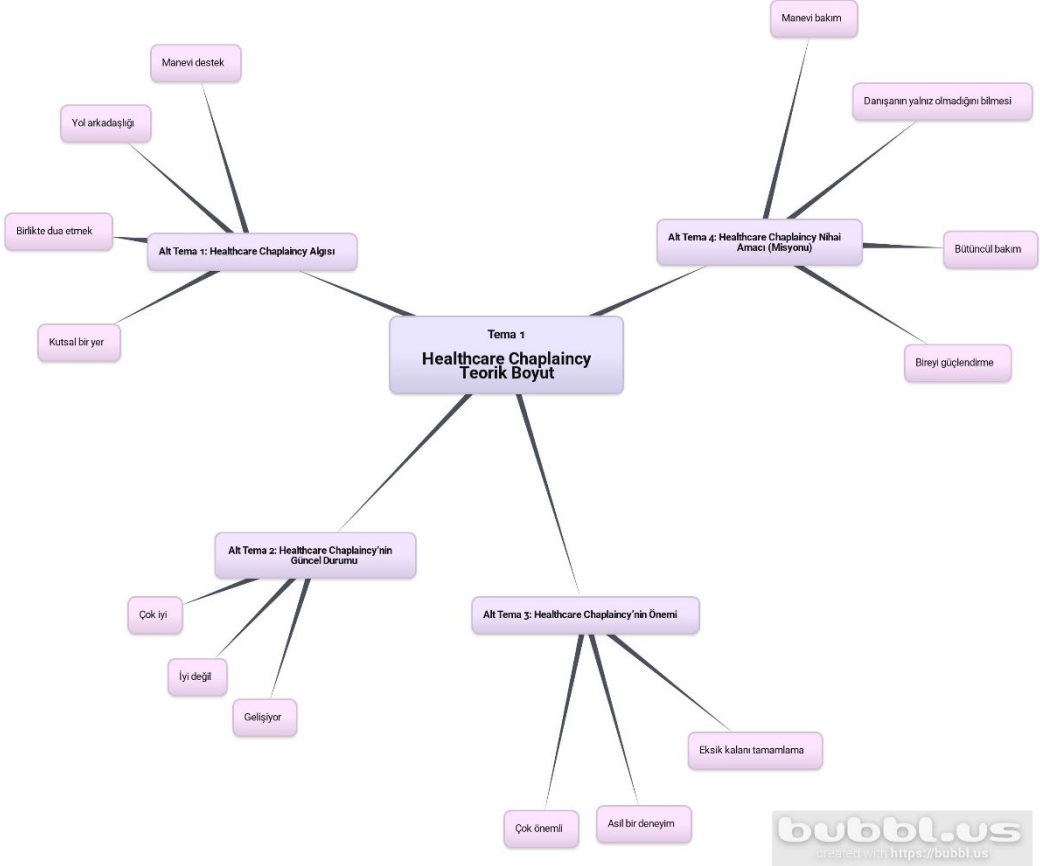 Manevi bakım
Manevi destek
Danışanın yalnız olmadığını bilmesi
Yol arkadaşlığı
Birlikte dua etmek
Alt Tema 1: Healthcare Chaplaincy Algısı
Alt Tema 4: Healthcare Chaplaincy Nihai
Amacı (Misyonu)
Bütüncül bakım
Kutsal bir yer
Tema 1
Healthcare Chaplaincy
Teorik Boyut
Bireyi güçlendirme
Alt Tema 2: Healthcare Chaplaincy'nin
Güncel Durumu
Çok iyi
İyi değil
Gelişiyor
Alt Tema 3: Healthcare Chaplaincy'nin Önemi
Eksik kalanı tamamlama
Çok önemli
Asil bir deneyim
bubbl.us
created with https://bubbl.us